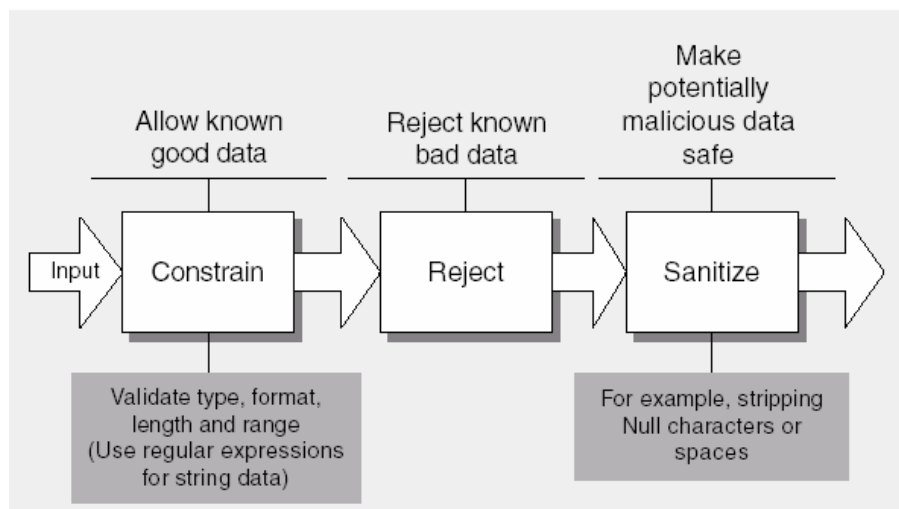 Allow known
good data
Reject known
bad data
Make
potentially
malicious data
safe
Input
Constrain
Reject
Sanitize
Validate type, format,
length and range
(Use regular expressions
for string data)
For example, stripping
Null characters or
spaces